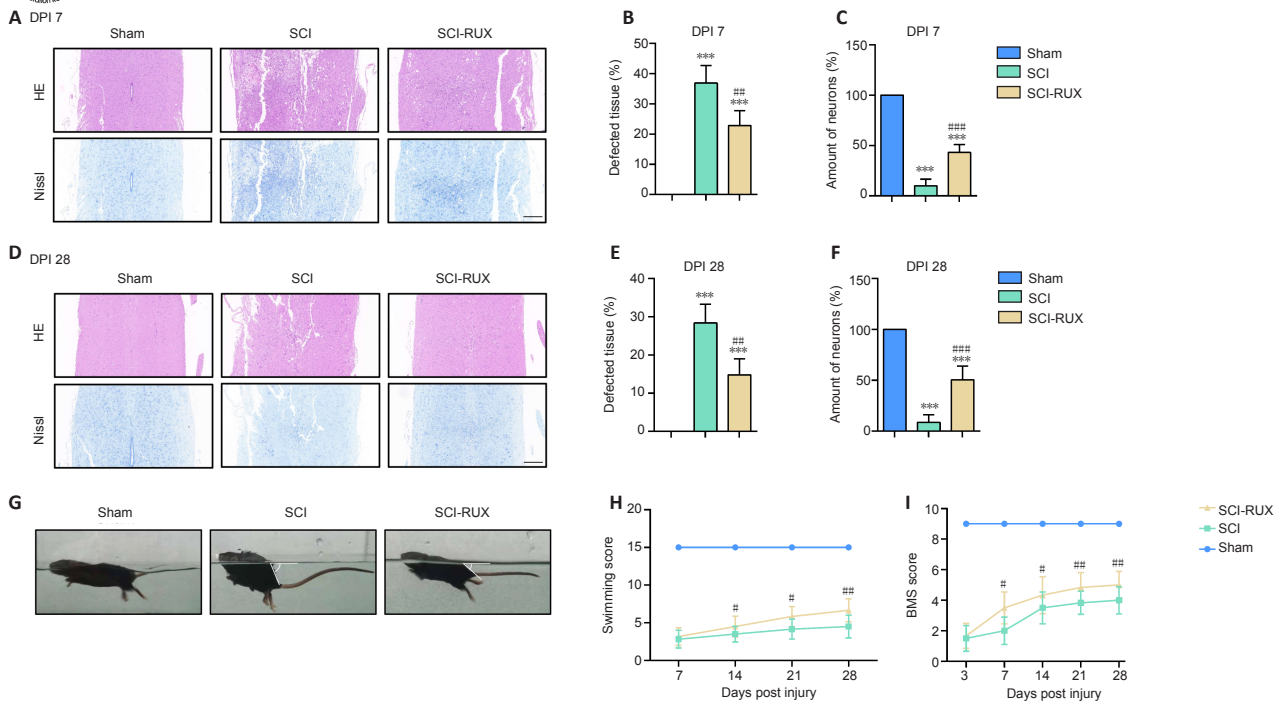 A DPI 7
Sham SCI SCI-RUX
HE
Nissl
B
DPI 7
Defected tissue (%)
50
40
30
20
10
0
***
##
***
C
DPI 7
Amount of neurons (%)
150
100
50
0
***
###
***
Sham
SCI
SCI-RUX
D DPI 28
Sham SCI SCI-RUX
HE
Nissl
E
DPI 28
Defected tissue (%)
40
30
20
10
0
***
##
***
F
DPI 28
Amount of neurons (%)
150
100
50
0
***
###
***
Sham
SCI
SCI-RUX
G
Sham SCI SCI-RUX
H
Swimming score
20
15
10
5
0
# # ##
7 14 21 28
Days post injury
I
BMS score
10
8
6
4
2
0
# # ## ##
3 7 14 21 28
Days post injury
SCI-RUX
SCI
Sham